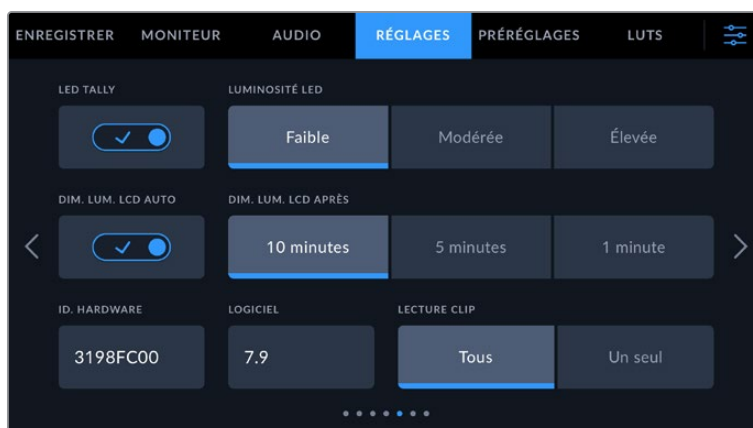 ENREGISTRER MONITEUR AUDIO RÉGLAGES PRÉRÉGLAGES LUTS
LED TALLY LUMINOSITÉ LED
Faible Modérée Élevée
DIM. LUM. LCD AUTO DIM. LUM. LCD APRÈS
10 minutes 5 minutes 1 minute
ID. HARDWARE LOGICIEL LECTURE CLIP
3198FC00 7.9 Tous Un seul